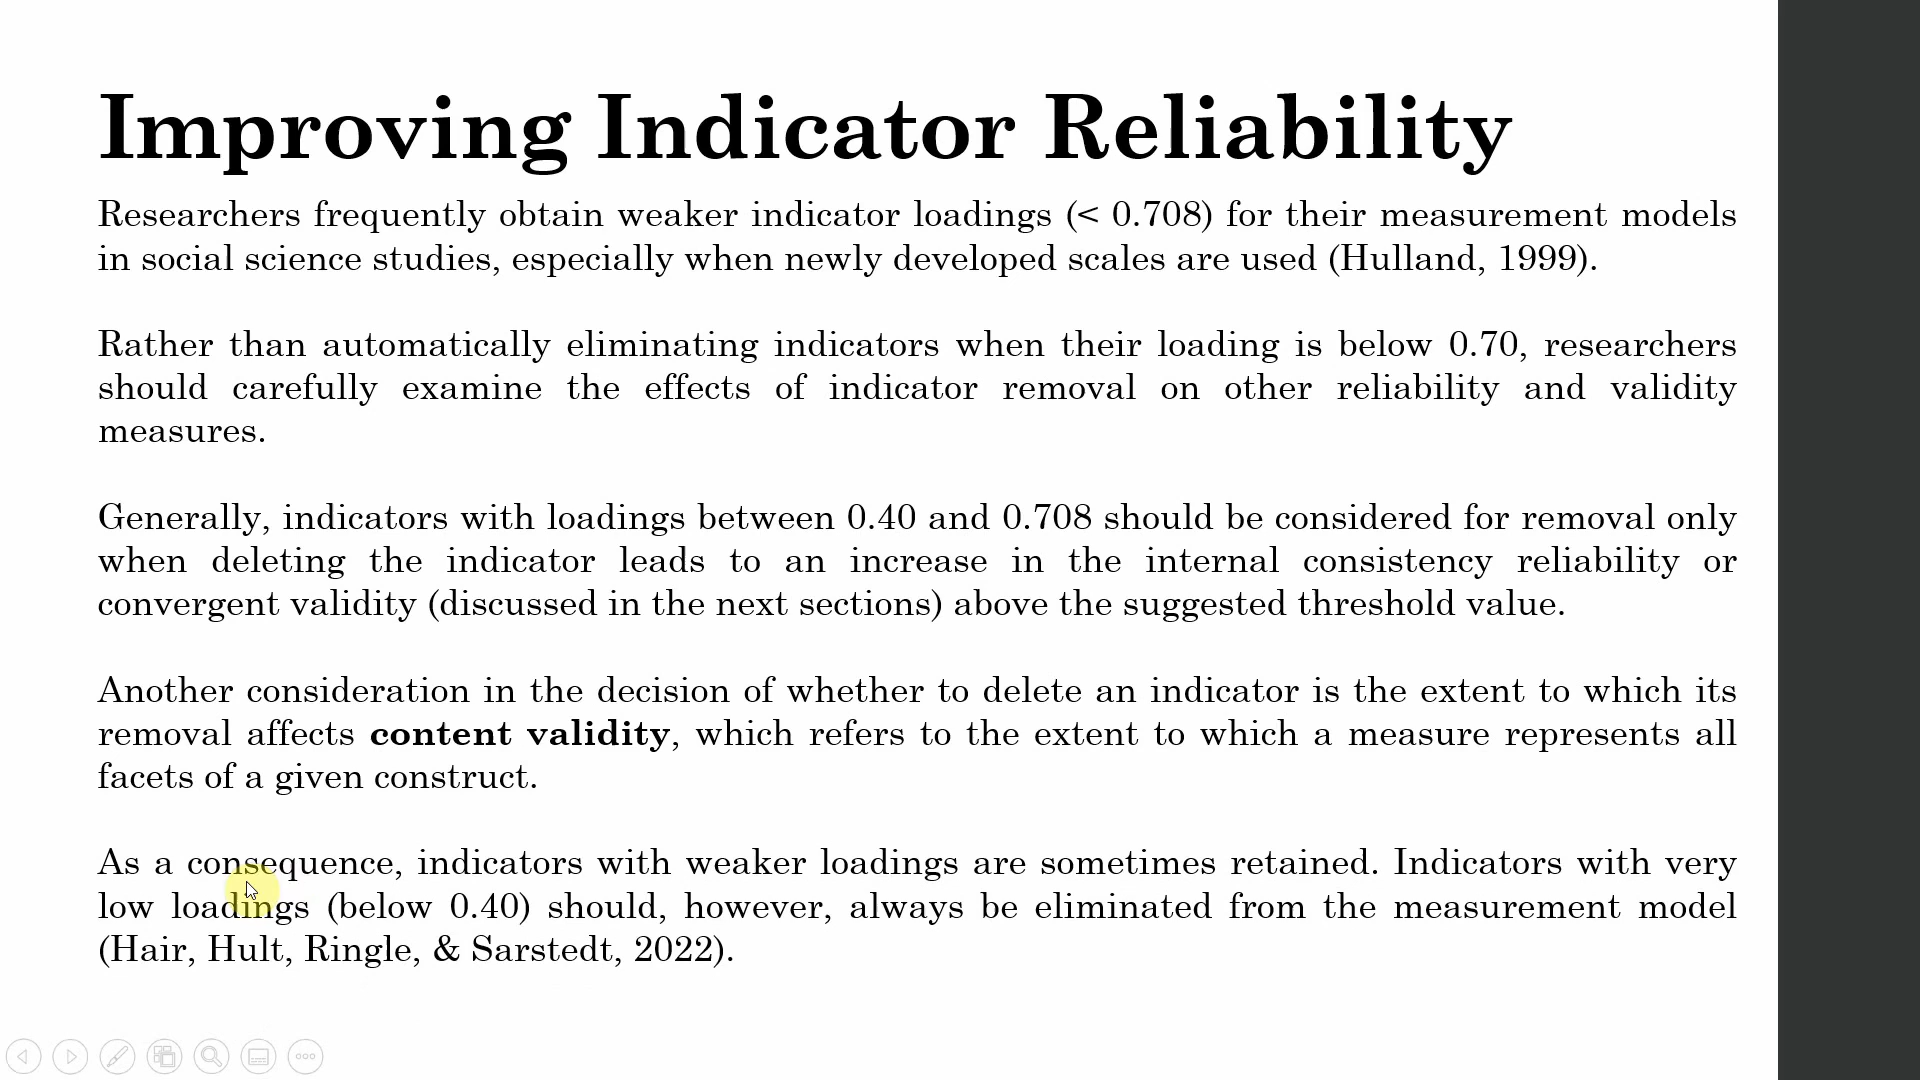 Improving Indicator Reliability
Researchers frequently obtain weaker indicator loadings (< 0.708) for their measurement models
in social science studies, especially when newly developed scales are used (Hulland, 1999).
Rather than automatically eliminating indicators when their loading is below 0.70, researchers
should carefully examine the effects of indicator removal on other reliability and validity
measures.
Generally, indicators with loadings between 0.40 and 0.708 should be considered for removal only
when deleting the indicator leads to an increase in the internal consistency reliability or
convergent validity (discussed in the next sections) above the suggested threshold value.
Another consideration in the decision of whether to delete an indicator is the extent to which its
removal affects content validity, which refers to the extent to which a measure represents all
facets of a given construct.
As a consequence, indicators with weaker loadings are sometimes retained. Indicators with very
low loadings (below 0.40) should, however, always be eliminated from the measurement model
(Hair, Hult, Ringle, & Sarstedt, 2022).